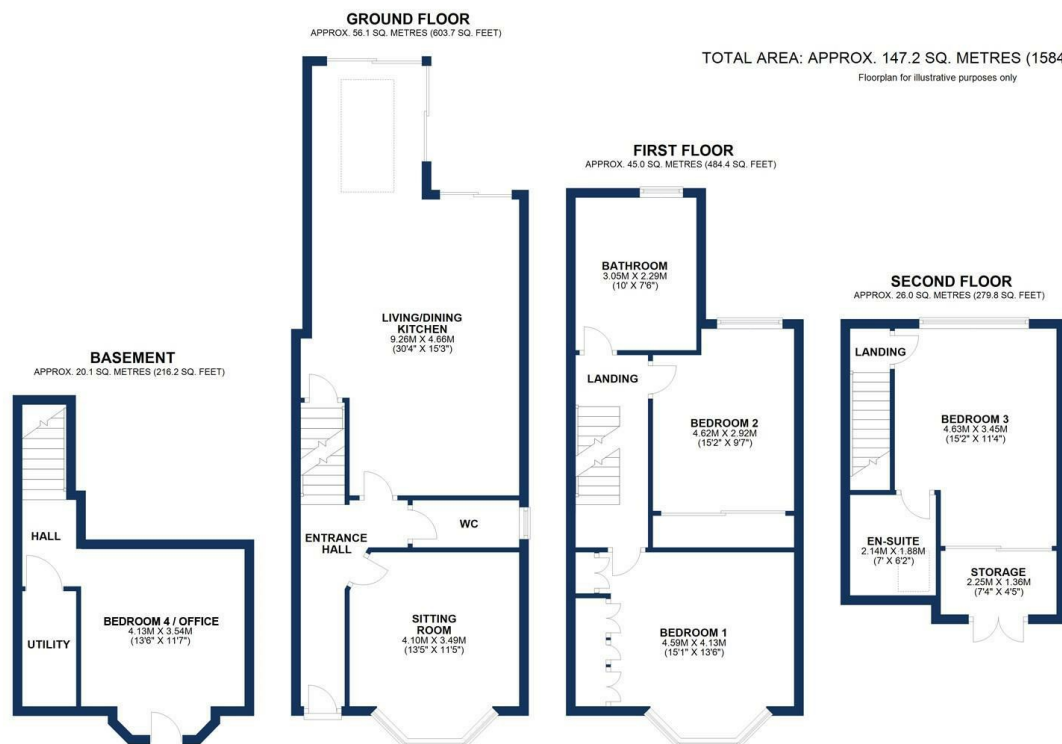 GROUND FLOOR
APPROX. 56.1 SQ. METRES (603.7 SQ. FEET)
TOTAL AREA: APPROX. 147.2 SQ. METRES (1584
Floorplan for illustrative purposes only
FIRST FLOOR
APPROX. 45.0 SQ. METRES (484.4 SQ. FEET)
BATHROOM
3.05M X 2.29M
(10' X 7'6")
SECOND FLOOR
APPROX. 26.0 SQ. METRES (279.8 SQ. FEET)
LIVING/DINING
KITCHEN
9.26M X 4.66M
(30'4" X 15'3")
BASEMENT
APPROX. 20.1 SQ. METRES (216.2 SQ. FEET)
LANDING
LANDING
BEDROOM 2
4.62M X 2.92M
(15'2" X 9'7")
BEDROOM 3
4.63M X 3.45M
(15'2" X 11'4")
HALL
ENTRANCE
HALL
WC
EN-SUITE
2.14M X 1.88M
(7' X 6'2")
STORAGE
2.25M X 1.36M
(7'4" X 4'5")
BEDROOM 4 / OFFICE
4.13M X 3.54M
(13'6" X 11'7")
UTILITY
SITTING
ROOM
4.10M X 3.49M
(13'5" X 11'5")
BEDROOM 1
4.59M X 4.13M
(15'1" X 13'6")